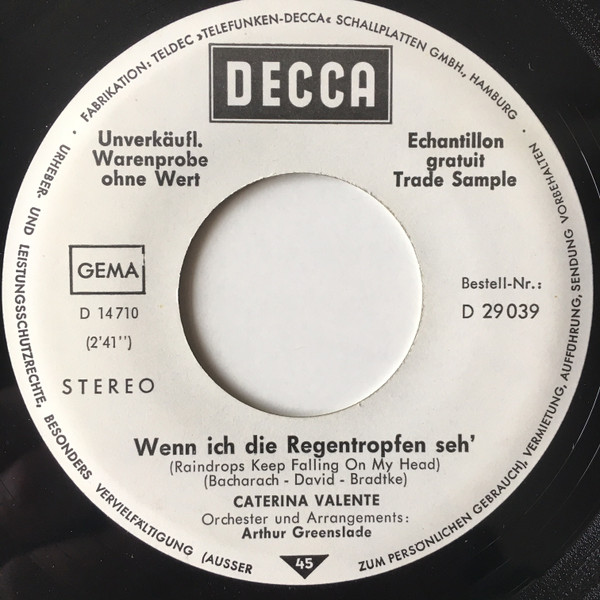 · FABRIKATION: TELDEC »TELEFUNKEN-DECCA« SCHALLPLATTEN GMBH., HAMBURG ·
URHEBER- UND LEISTUNGSSCHUTZRECHTE, BESONDERS VERVIELFÄLTIGUNG (AUSSER
ZUM PERSÖNLICHEN GEBRAUCH), VERMIETUNG, AUFFÜHRUNG, SENDUNG VORBEHALTEN
DECCA
Unverkäufl.
Warenprobe
ohne Wert
Echantillon
gratuit
Trade Sample
GEMA
D 14710
(2'41'')
STEREO
Bestell-Nr.:
D 29039
Wenn ich die Regentropfen seh'
(Raindrops Keep Falling On My Head)
(Bacharach - David - Bradtke)
CATERINA VALENTE
Orchester und Arrangements:
Arthur Greenslade
45